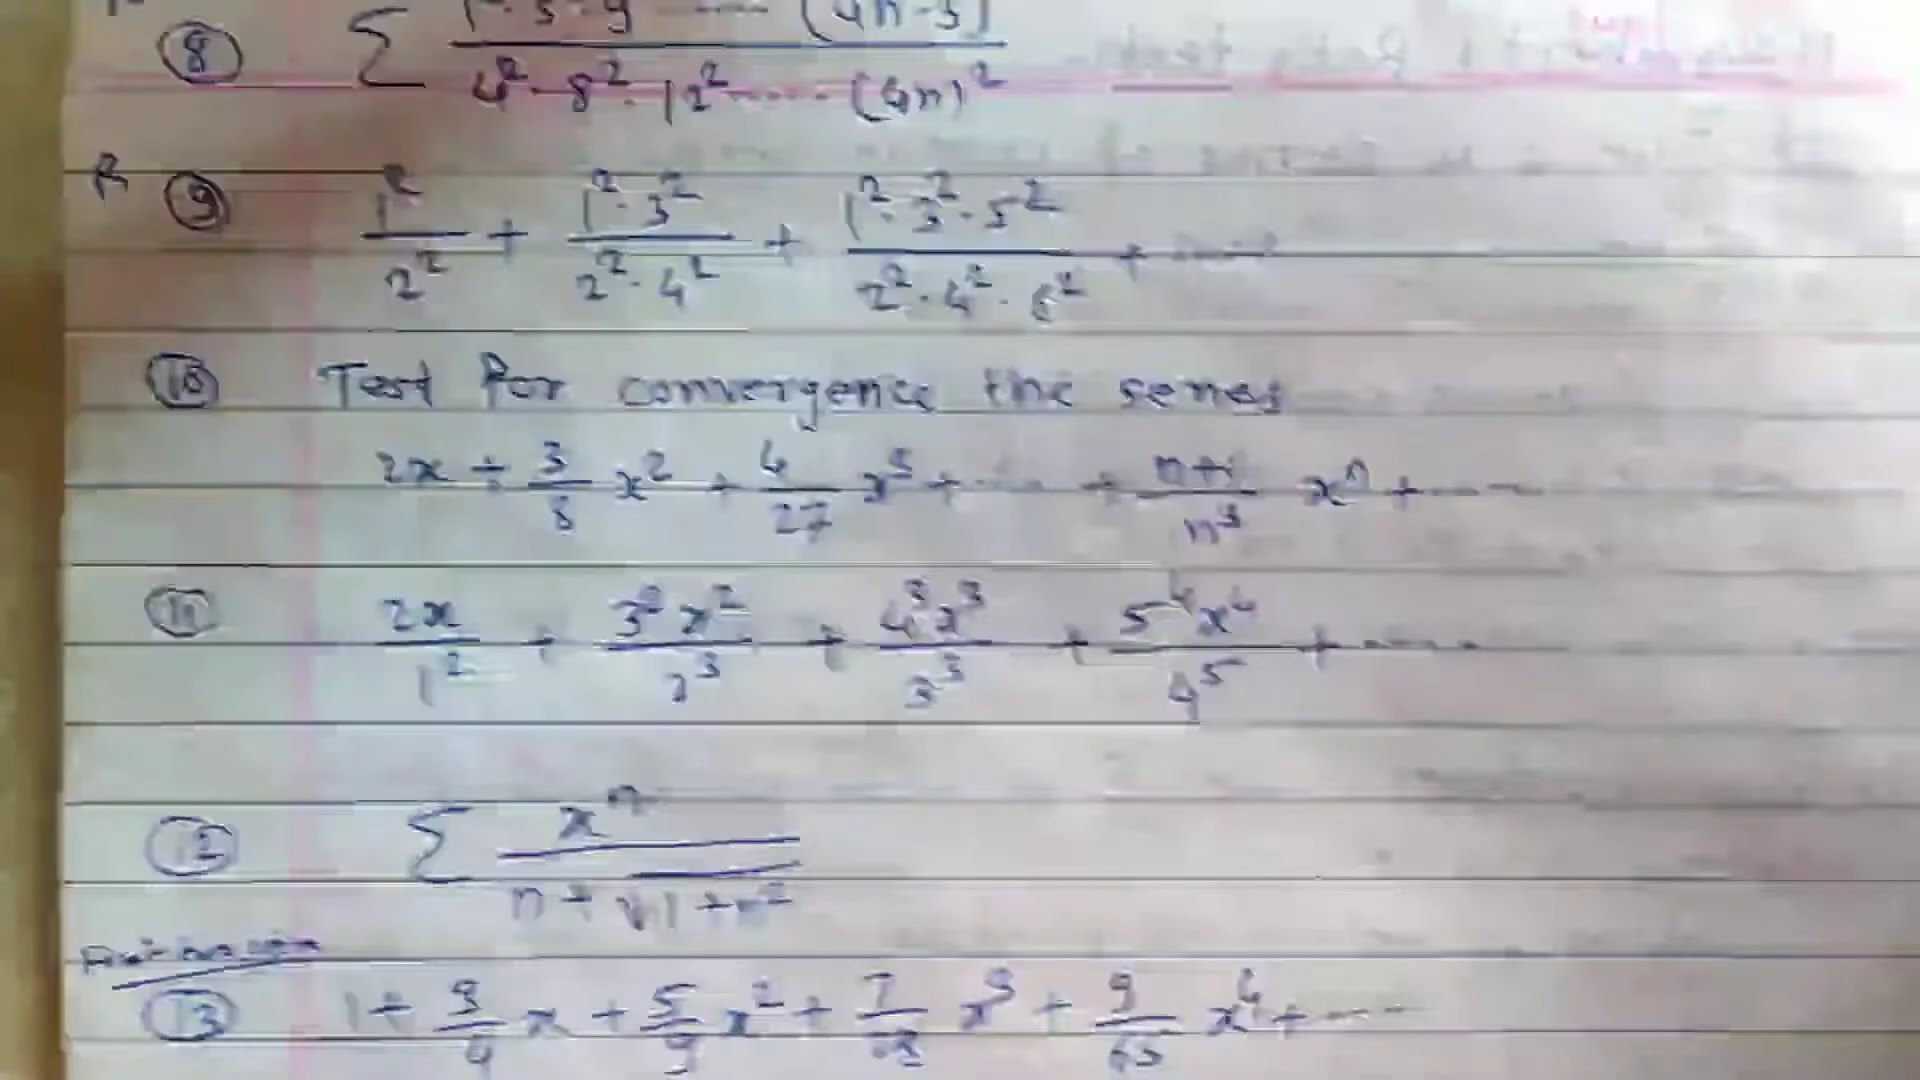 (8) Σ 1·5·9 ---- (4n-3) / 4²·8²·12² ---- (4n)²
R (9) 1²/2² + 1²·3²/2²·4² + 1²·3²·5²/2²·4²·6² + -----
(10) Test for convergence the series
2x + 3/8 x² + 4/27 x³ + ---- + n+1/n³ xⁿ + ----
(11) 2x/1² + 3²x²/2³ + 4³x³/3³ + 5⁴x⁴/4⁵ + -----
(12) Σ xⁿ / n + √1+n²
(13) 1 + 3/4 x + 5/9 x² + 7/28 x³ + 9/65 x⁴ + ----